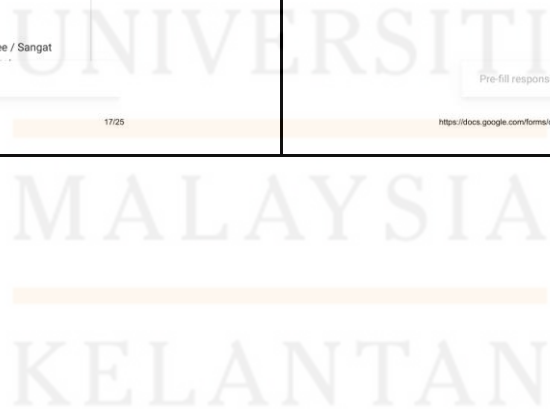 UNIVERSITI
ee / Sangat
Pre-fill respons
17/25
https://docs.google.com/forms/
MALAYSIA
KELANTAN